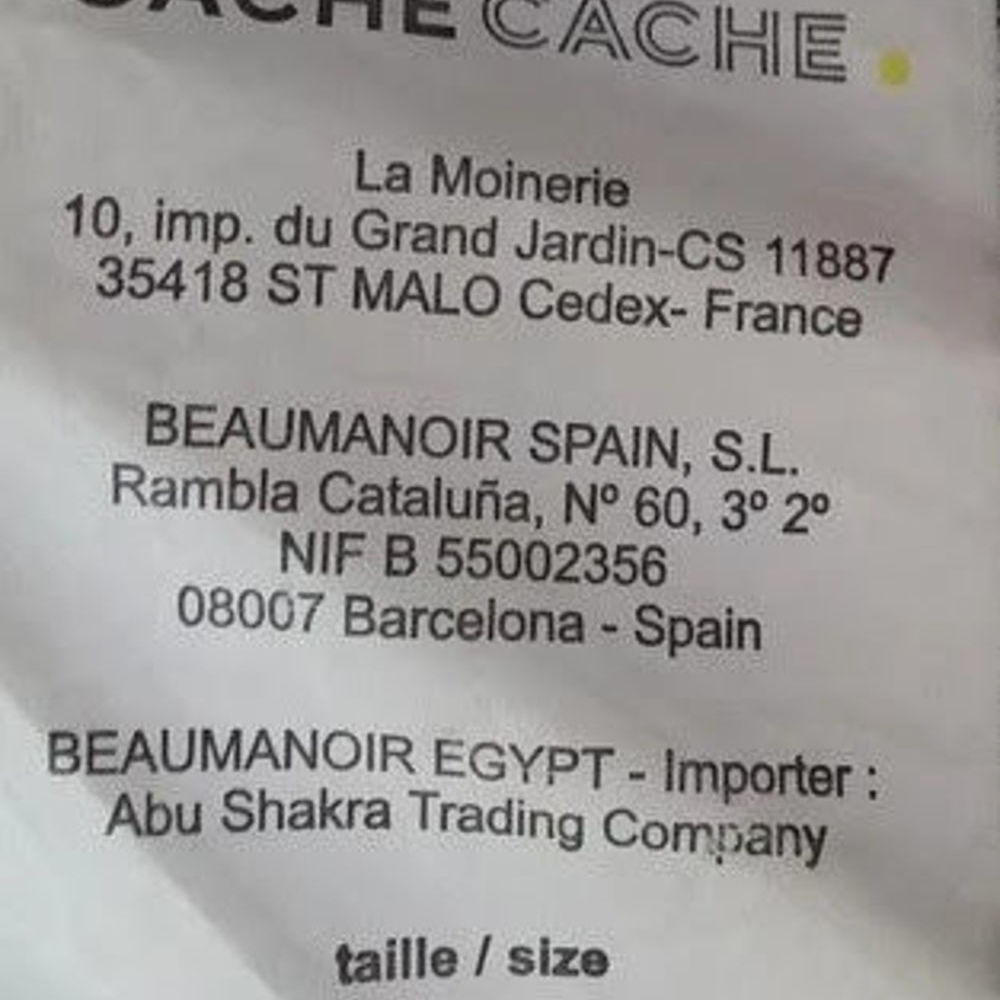 CACHE CACHE
La Moinerie
10, imp. du Grand Jardin-CS 11887
35418 ST MALO Cedex- France
BEAUMANOIR SPAIN, S.L.
Rambla Cataluña, Nº 60, 3º 2º
NIF B 55002356
08007 Barcelona - Spain
BEAUMANOIR EGYPT - Importer :
Abu Shakra Trading Company
taille / size